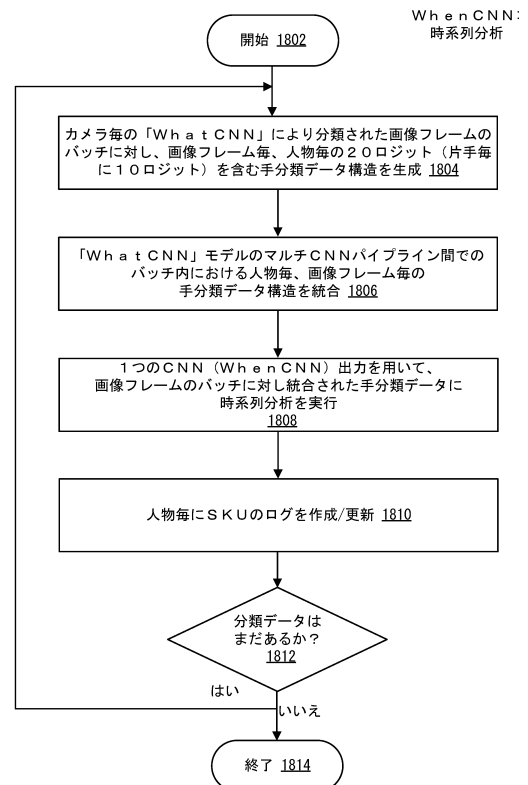 ＷｈｅｎＣＮＮ
時系列分析
開始 1802
カメラ毎の「ＷｈａｔＣＮＮ」により分類された画像フレームの
バッチに対し、画像フレーム毎、人物毎の２０ロジット（片手毎
に１０ロジット）を含む手分類データ構造を生成 1804
「ＷｈａｔＣＮＮ」モデルのマルチＣＮＮパイプライン間での
バッチ内における人物毎、画像フレーム毎の
手分類データ構造を統合 1806
１つのＣＮＮ（ＷｈｅｎＣＮＮ）出力を用いて、
画像フレームのバッチに対し統合された手分類データに
時系列分析を実行
1808
人物毎にＳＫＵのログを作成/更新 1810
分類データは
まだあるか？
1812
はい
いいえ
終了 1814